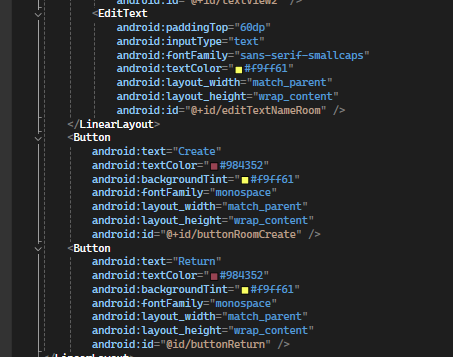 android:id="@+id/textView2" />
<EditText
android:paddingTop="60dp"
android:inputType="text"
android:fontFamily="sans-serif-smallcaps"
android:textColor="#f9ff61"
android:layout_width="match_parent"
android:layout_height="wrap_content"
android:id="@+id/editTextNameRoom" />
</LinearLayout>
<Button
android:text="Create"
android:textColor="#984352"
android:backgroundTint="#f9ff61"
android:fontFamily="monospace"
android:layout_width="match_parent"
android:layout_height="wrap_content"
android:id="@+id/buttonRoomCreate" />
<Button
android:text="Return"
android:textColor="#984352"
android:backgroundTint="#f9ff61"
android:fontFamily="monospace"
android:layout_width="match_parent"
android:layout_height="wrap_content"
android:id="@id/buttonReturn" />
</LinearLayout>